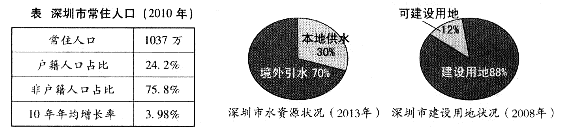 表 深圳市常住人口（2010年）
常住人口 1037万
户籍人口占比 24.2%
非户籍人口占比 75.8%
10年年均增长率 3.98%
本地供水
30%
境外引水 70%
深圳市水资源状况（2013年）
可建设用地
12%
建设用地88%
深圳市建设用地状况（2008年）